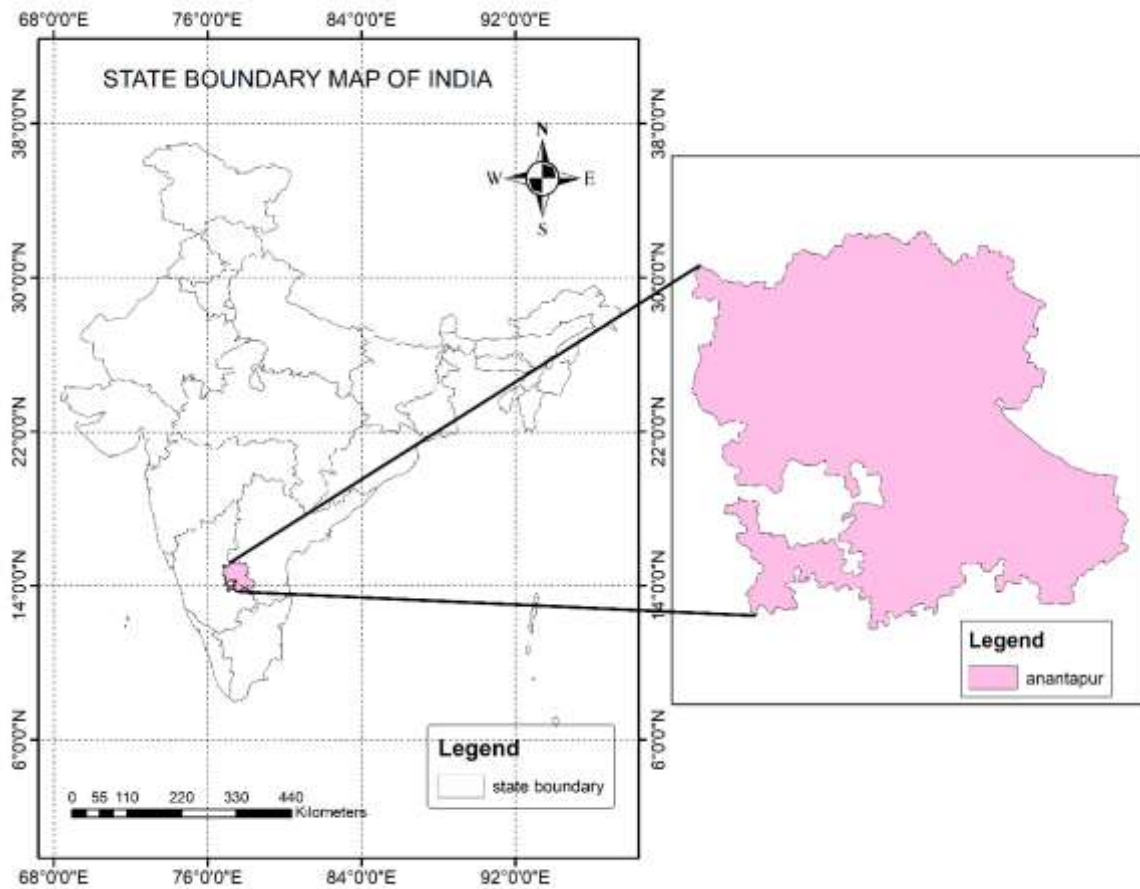 68°0'0"E 76°0'0"E 84°0'0"E 92°0'0"E
STATE BOUNDARY MAP OF INDIA
N
W E
S
38°0'0"N 38°0'0"N
30°0'0"N 30°0'0"N
22°0'0"N 22°0'0"N
14°0'0"N 14°0'0"N
6°0'0"N 6°0'0"N
Legend
anantapur
Legend
state boundary
0 55 110 220 330 440
Kilometers
68°0'0"E 76°0'0"E 84°0'0"E 92°0'0"E